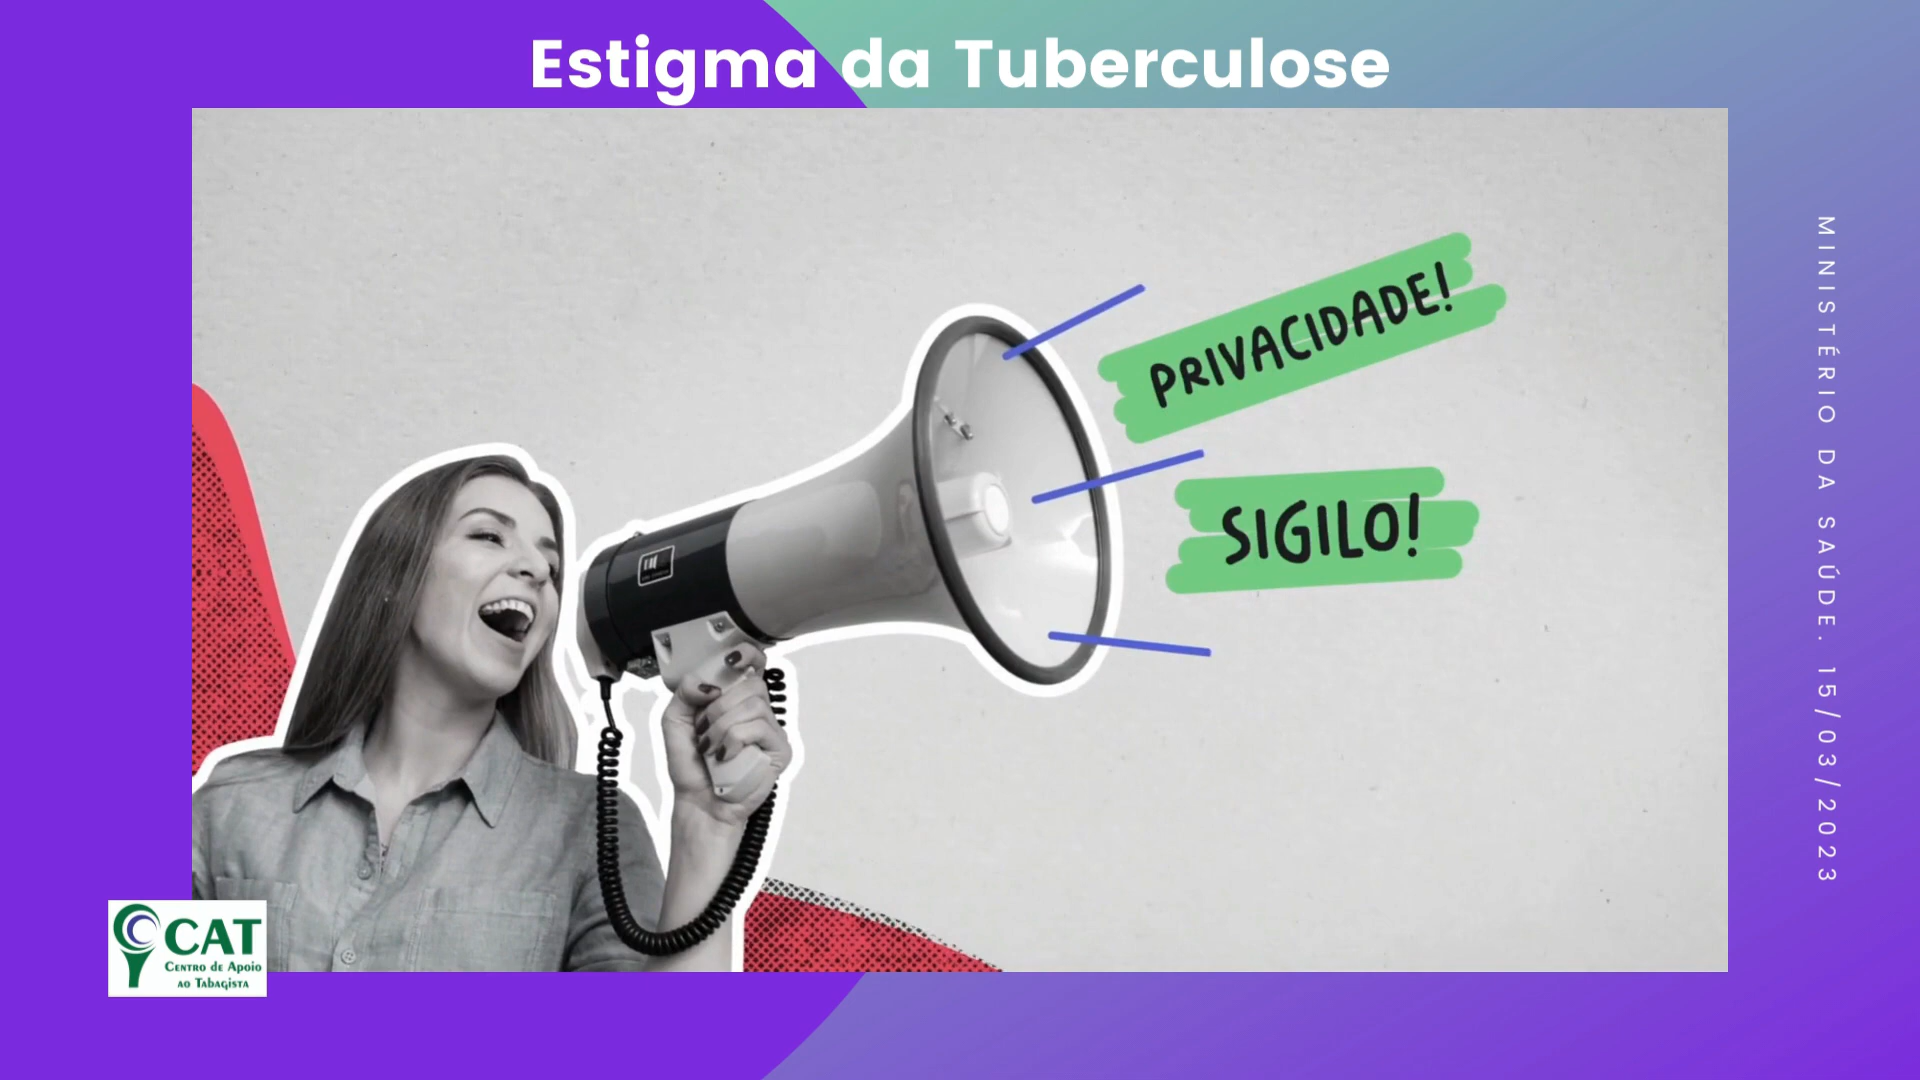 Estigma da Tuberculose
PRIVACIDADE!
SIGILO!
MINISTÉRIO DA SAÚDE. 15/03/2023
CAT
Centro de Apoio
ao Tabagista